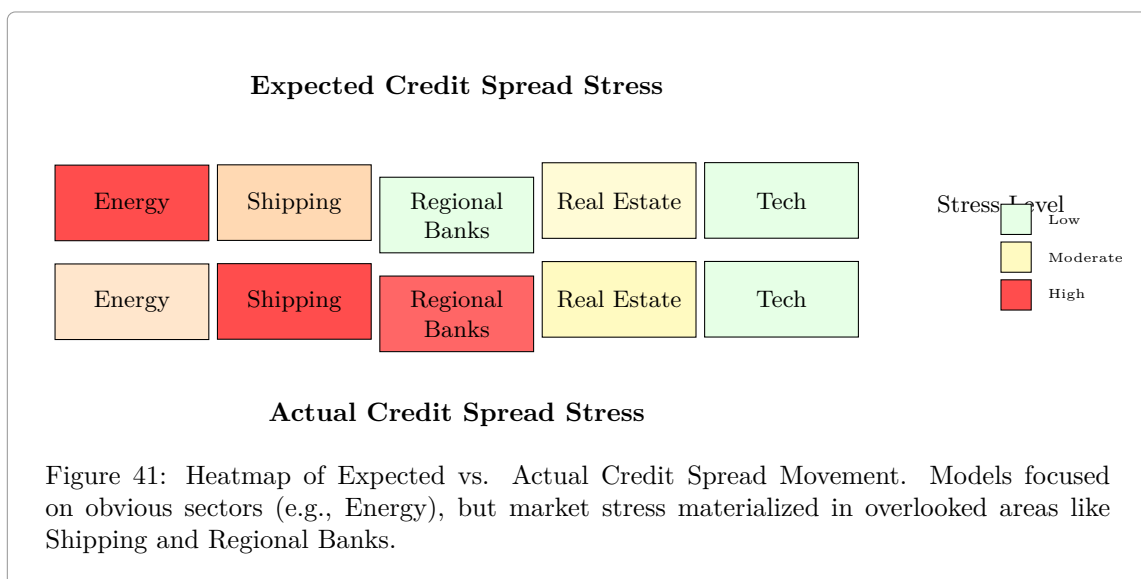 Expected Credit Spread Stress
Energy
Shipping
Regional
Banks
Real Estate
Tech
Stress Level
Low
Moderate
High
Energy
Shipping
Regional
Banks
Real Estate
Tech
Actual Credit Spread Stress
Figure 41: Heatmap of Expected vs. Actual Credit Spread Movement. Models focused
on obvious sectors (e.g., Energy), but market stress materialized in overlooked areas like
Shipping and Regional Banks.